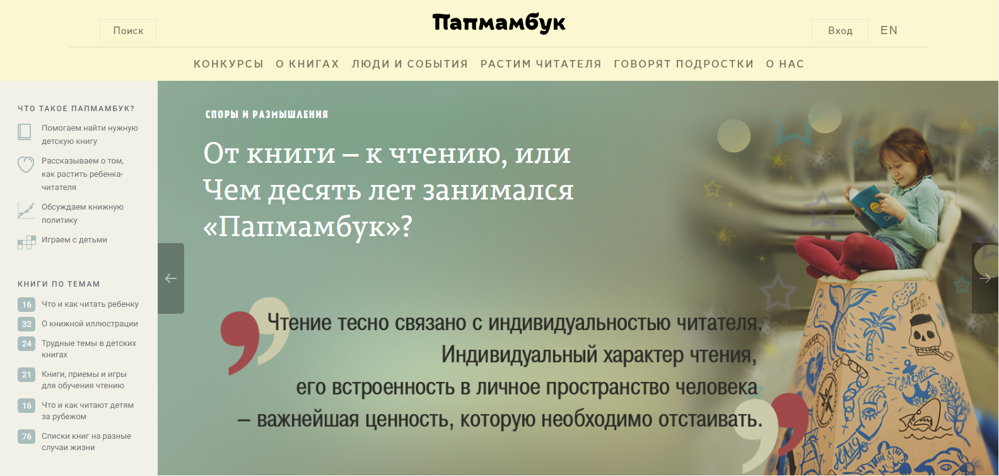 Папмамбук
Поиск
Вход
EN
КОНКУРСЫ О КНИГАХ ЛЮДИ И СОБЫТИЯ РАСТИМ ЧИТАТЕЛЯ ГОВОРЯТ ПОДРОСТКИ О НАС
ЧТО ТАКОЕ ПАПМАМБУК?
Помогаем найти нужную
детскую книгу
Рассказываем о том,
как растить ребенка-
читателя
Обсуждаем книжную
политику
Играем с детьми
КНИГИ ПО ТЕМАМ
16 Что и как читать ребенку
32 О книжной иллюстрации
24 Трудные темы в детских
книгах
21 Книги, приемы и игры
для обучения чтению
16 Что и как читают детям
за рубежом
76 Списки книг на разные
случаи жизни
СПОРЫ И РАЗМЫШЛЕНИЯ
От книги – к чтению, или
Чем десять лет занимался
«Папмамбук»?
Чтение тесно связано с индивидуальностью читателя.
Индивидуальный характер чтения,
его встроенность в личное пространство человека
– важнейшая ценность, которую необходимо отстаивать.